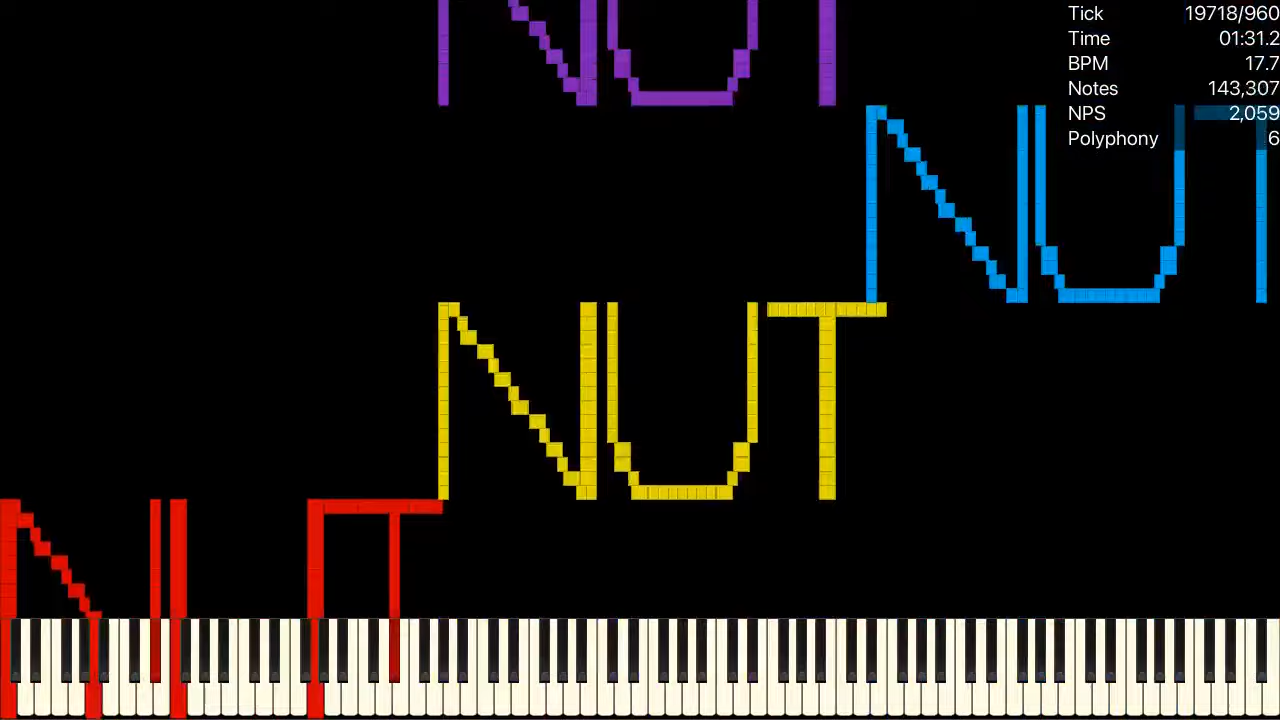 NUT
Tick 19718/960
Time 01:31.2
BPM 17.7
Notes 143,307
NPS 2,059
Polyphony 6
NUT
NUT
NUT